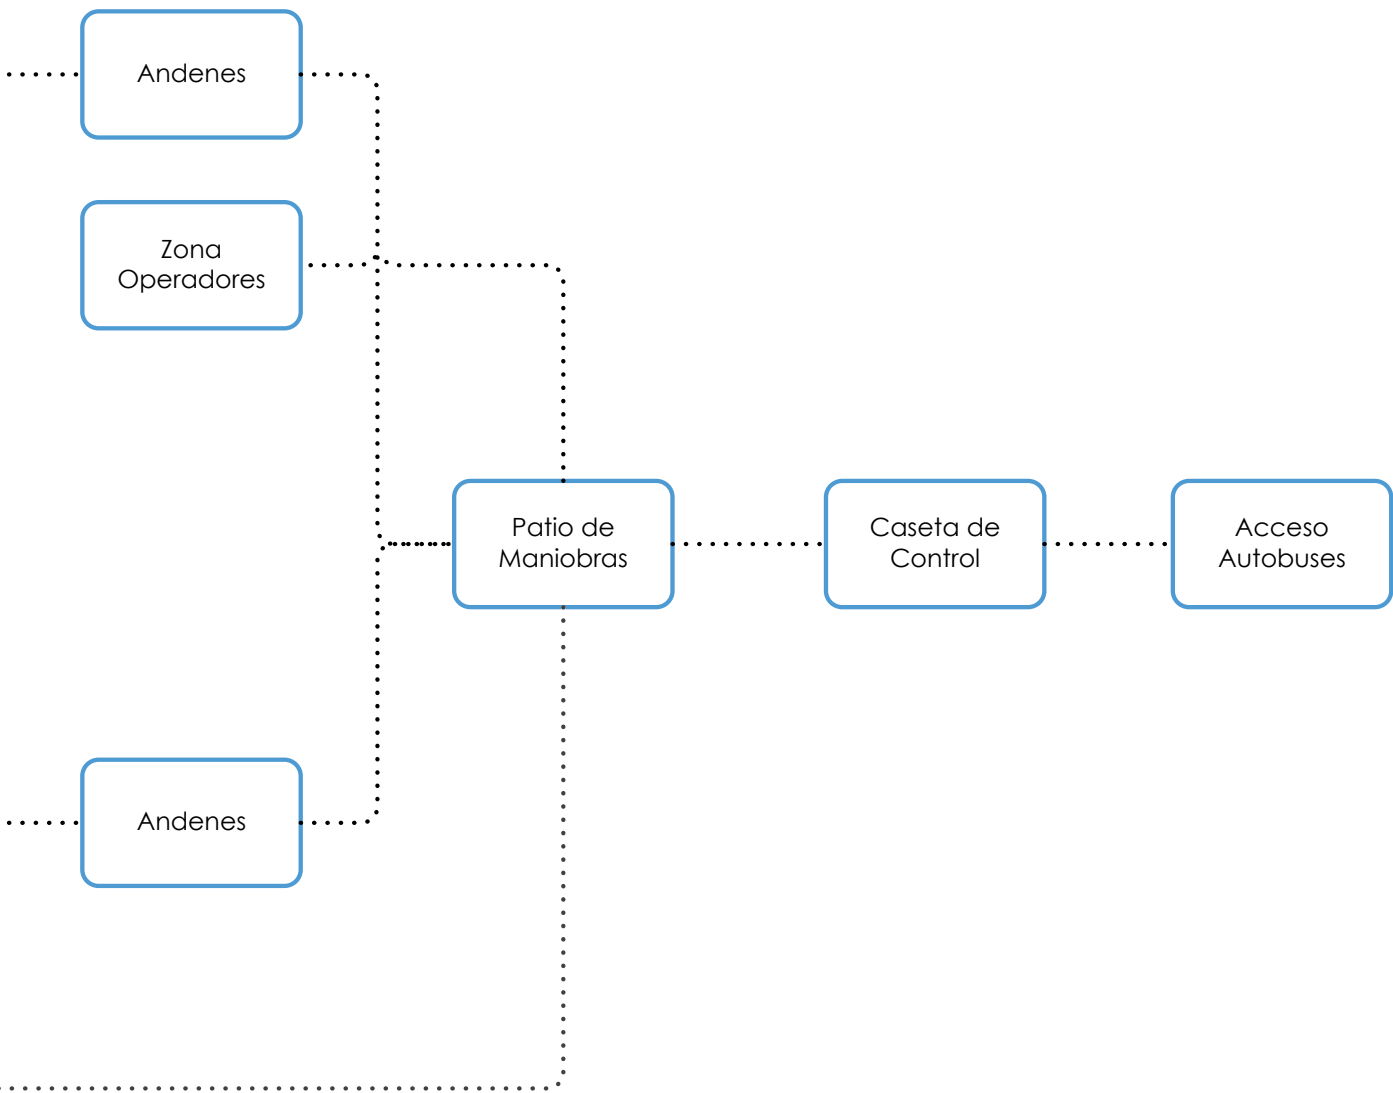 Andenes
Zona
Operadores
Patio de
Maniobras
Caseta de
Control
Acceso
Autobuses
Andenes